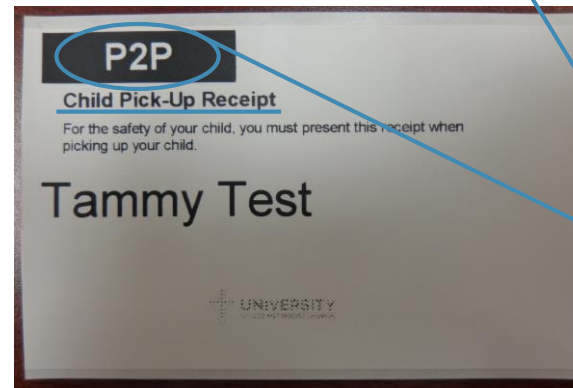 P2P
Child Pick-Up Receipt
For the safety of your child, you must present this receipt when
picking up your child.
Tammy Test
UNIVERSITY